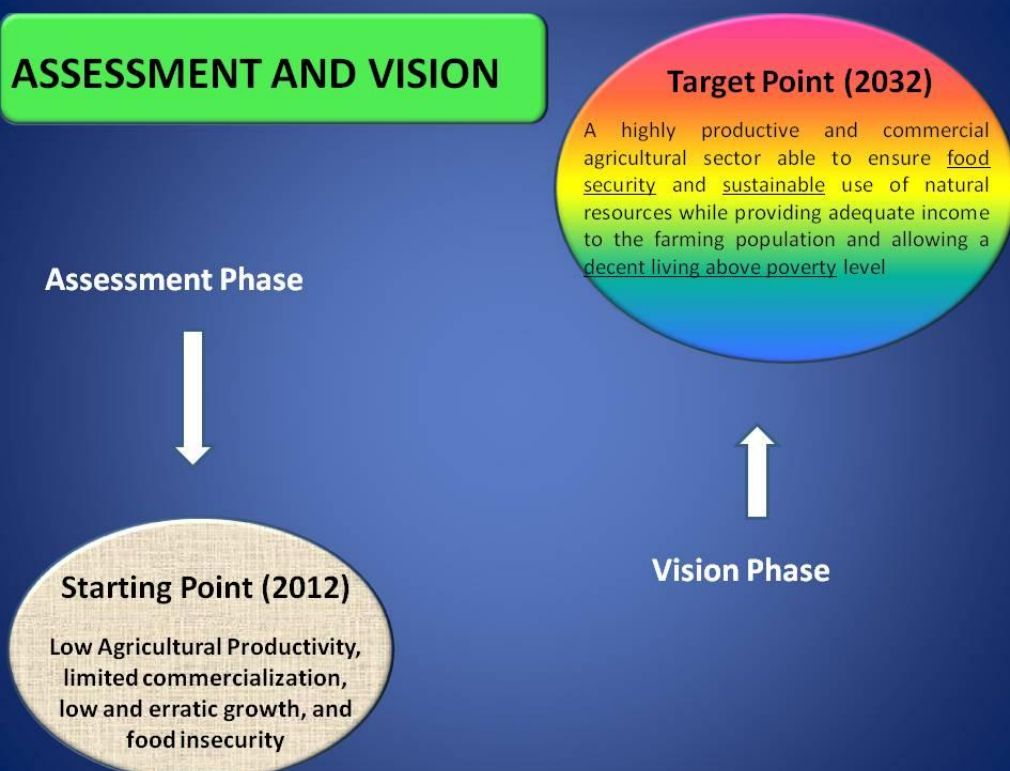 ASSESSMENT AND VISION
Target Point (2032)
A highly productive and commercial
agricultural sector able to ensure food
security and sustainable use of natural
resources while providing adequate income
to the farming population and allowing a
decent living above poverty level
Assessment Phase
Vision Phase
Starting Point (2012)
Low Agricultural Productivity,
limited commercialization,
low and erratic growth, and
food insecurity